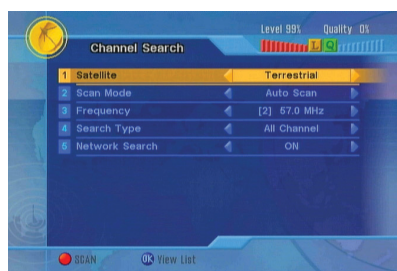 Level 99% Quality 0%
Channel Search
L Q
1 Satellite Terrestrial
2 Scan Mode Auto Scan
3 Frequency [2] 57.0 MHz
4 Search Type All Channel
5 Network Search ON
SCAN OK View List